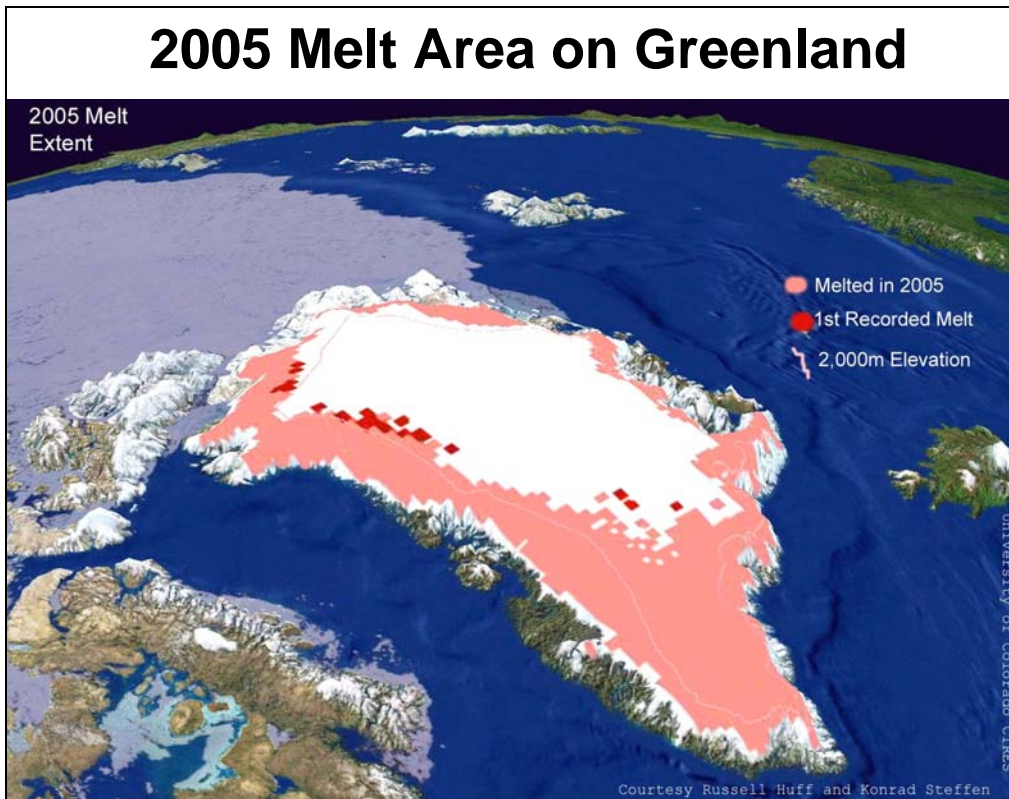 2005 Melt Area on Greenland
2005 Melt
Extent
Melted in 2005
1st Recorded Melt
2,000m Elevation
University of Colorado CIRES
Courtesy Russell Huff and Konrad Steffen